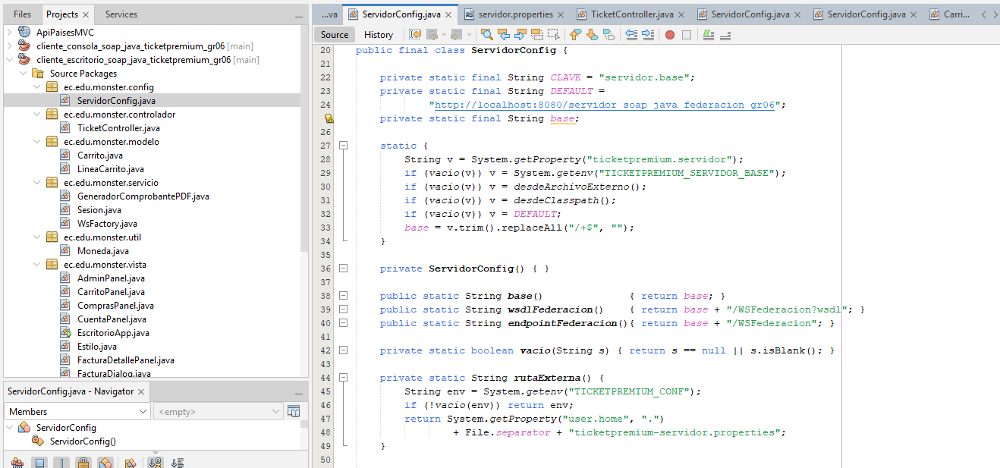 Files
Projects
Services
ApiPaisesMVC
cliente_consola_soap_java_ticketpremium_gr06 [main]
cliente_escritorio_soap_java_ticketpremium_gr06 [main]
Source Packages
ec.edu.monster.config
ServidorConfig.java
ec.edu.monster.controlador
TicketController.java
ec.edu.monster.modelo
Carrito.java
LineaCarrito.java
ec.edu.monster.servicio
GeneradorComprobantePDF.java
Sesion.java
WsFactory.java
ec.edu.monster.util
Moneda.java
ec.edu.monster.vista
AdminPanel.java
CarritoPanel.java
ComprasPanel.java
CuentaPanel.java
EscritorioApp.java
Estilo.java
FacturaDetallePanel.java
FacturaDialog.java
ServidorConfig.java - Navigator
Members
<empty>
ServidorConfig
ServidorConfig()
...va
ServidorConfig.java
servidor.properties
TicketController.java
ServidorConfig.java
ServidorConfig.java
Carri...
Source
History
20 public final class ServidorConfig {
21
22 private static final String CLAVE = "servidor.base";
23 private static final String DEFAULT =
24 "http://localhost:8080/servidor_soap_java_federacion_gr06";
private static final String base;
26
27 static {
28 String v = System.getProperty("ticketpremium.servidor");
29 if (vacio(v)) v = System.getenv("TICKETPREMIUM_SERVIDOR_BASE");
30 if (vacio(v)) v = desdeArchivoExterno();
31 if (vacio(v)) v = desdeClasspath();
32 if (vacio(v)) v = DEFAULT;
33 base = v.trim().replaceAll("/+$", "");
34 }
35
36 private ServidorConfig() { }
37
38 public static String base() { return base; }
39 public static String wsdlFederacion() { return base + "/WSFederacion?wsdl"; }
40 public static String endpointFederacion(){ return base + "/WSFederacion"; }
41
42 private static boolean vacio(String s) { return s == null || s.isBlank(); }
43
44 private static String rutaExterna() {
45 String env = System.getenv("TICKETPREMIUM_CONF");
46 if (!vacio(env)) return env;
47 return System.getProperty("user.home", ".")
48 + File.separator + "ticketpremium-servidor.properties";
49 }
50